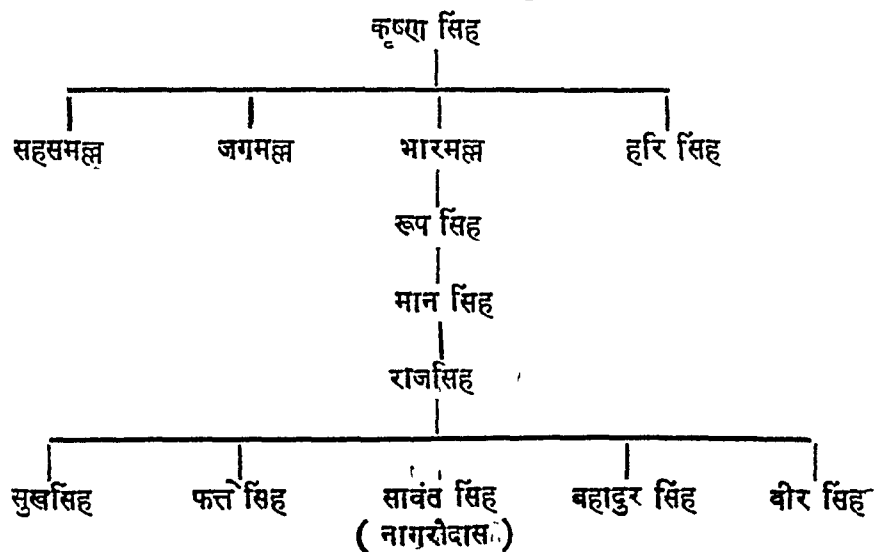 कृष्ण सिंह
सहसमल्ल जगमल्ल भारमल्ल हरि सिंह
रूप सिंह
मान सिंह
राजसिंह
सुखसिंह फत्ते सिंह सावंत सिंह बहादुर सिंह वीर सिंह
( नागरीदास )